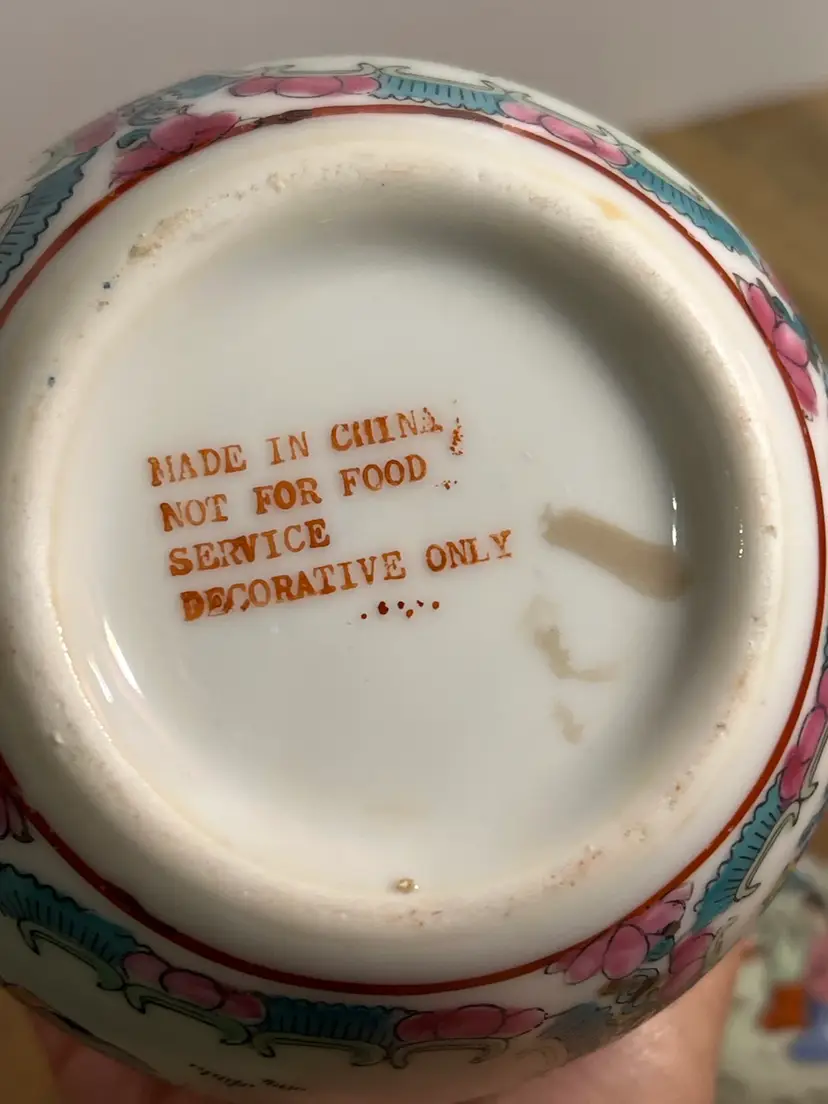 MADE IN CHINA
NOT FOR FOOD
SERVICE
DECORATIVE ONLY